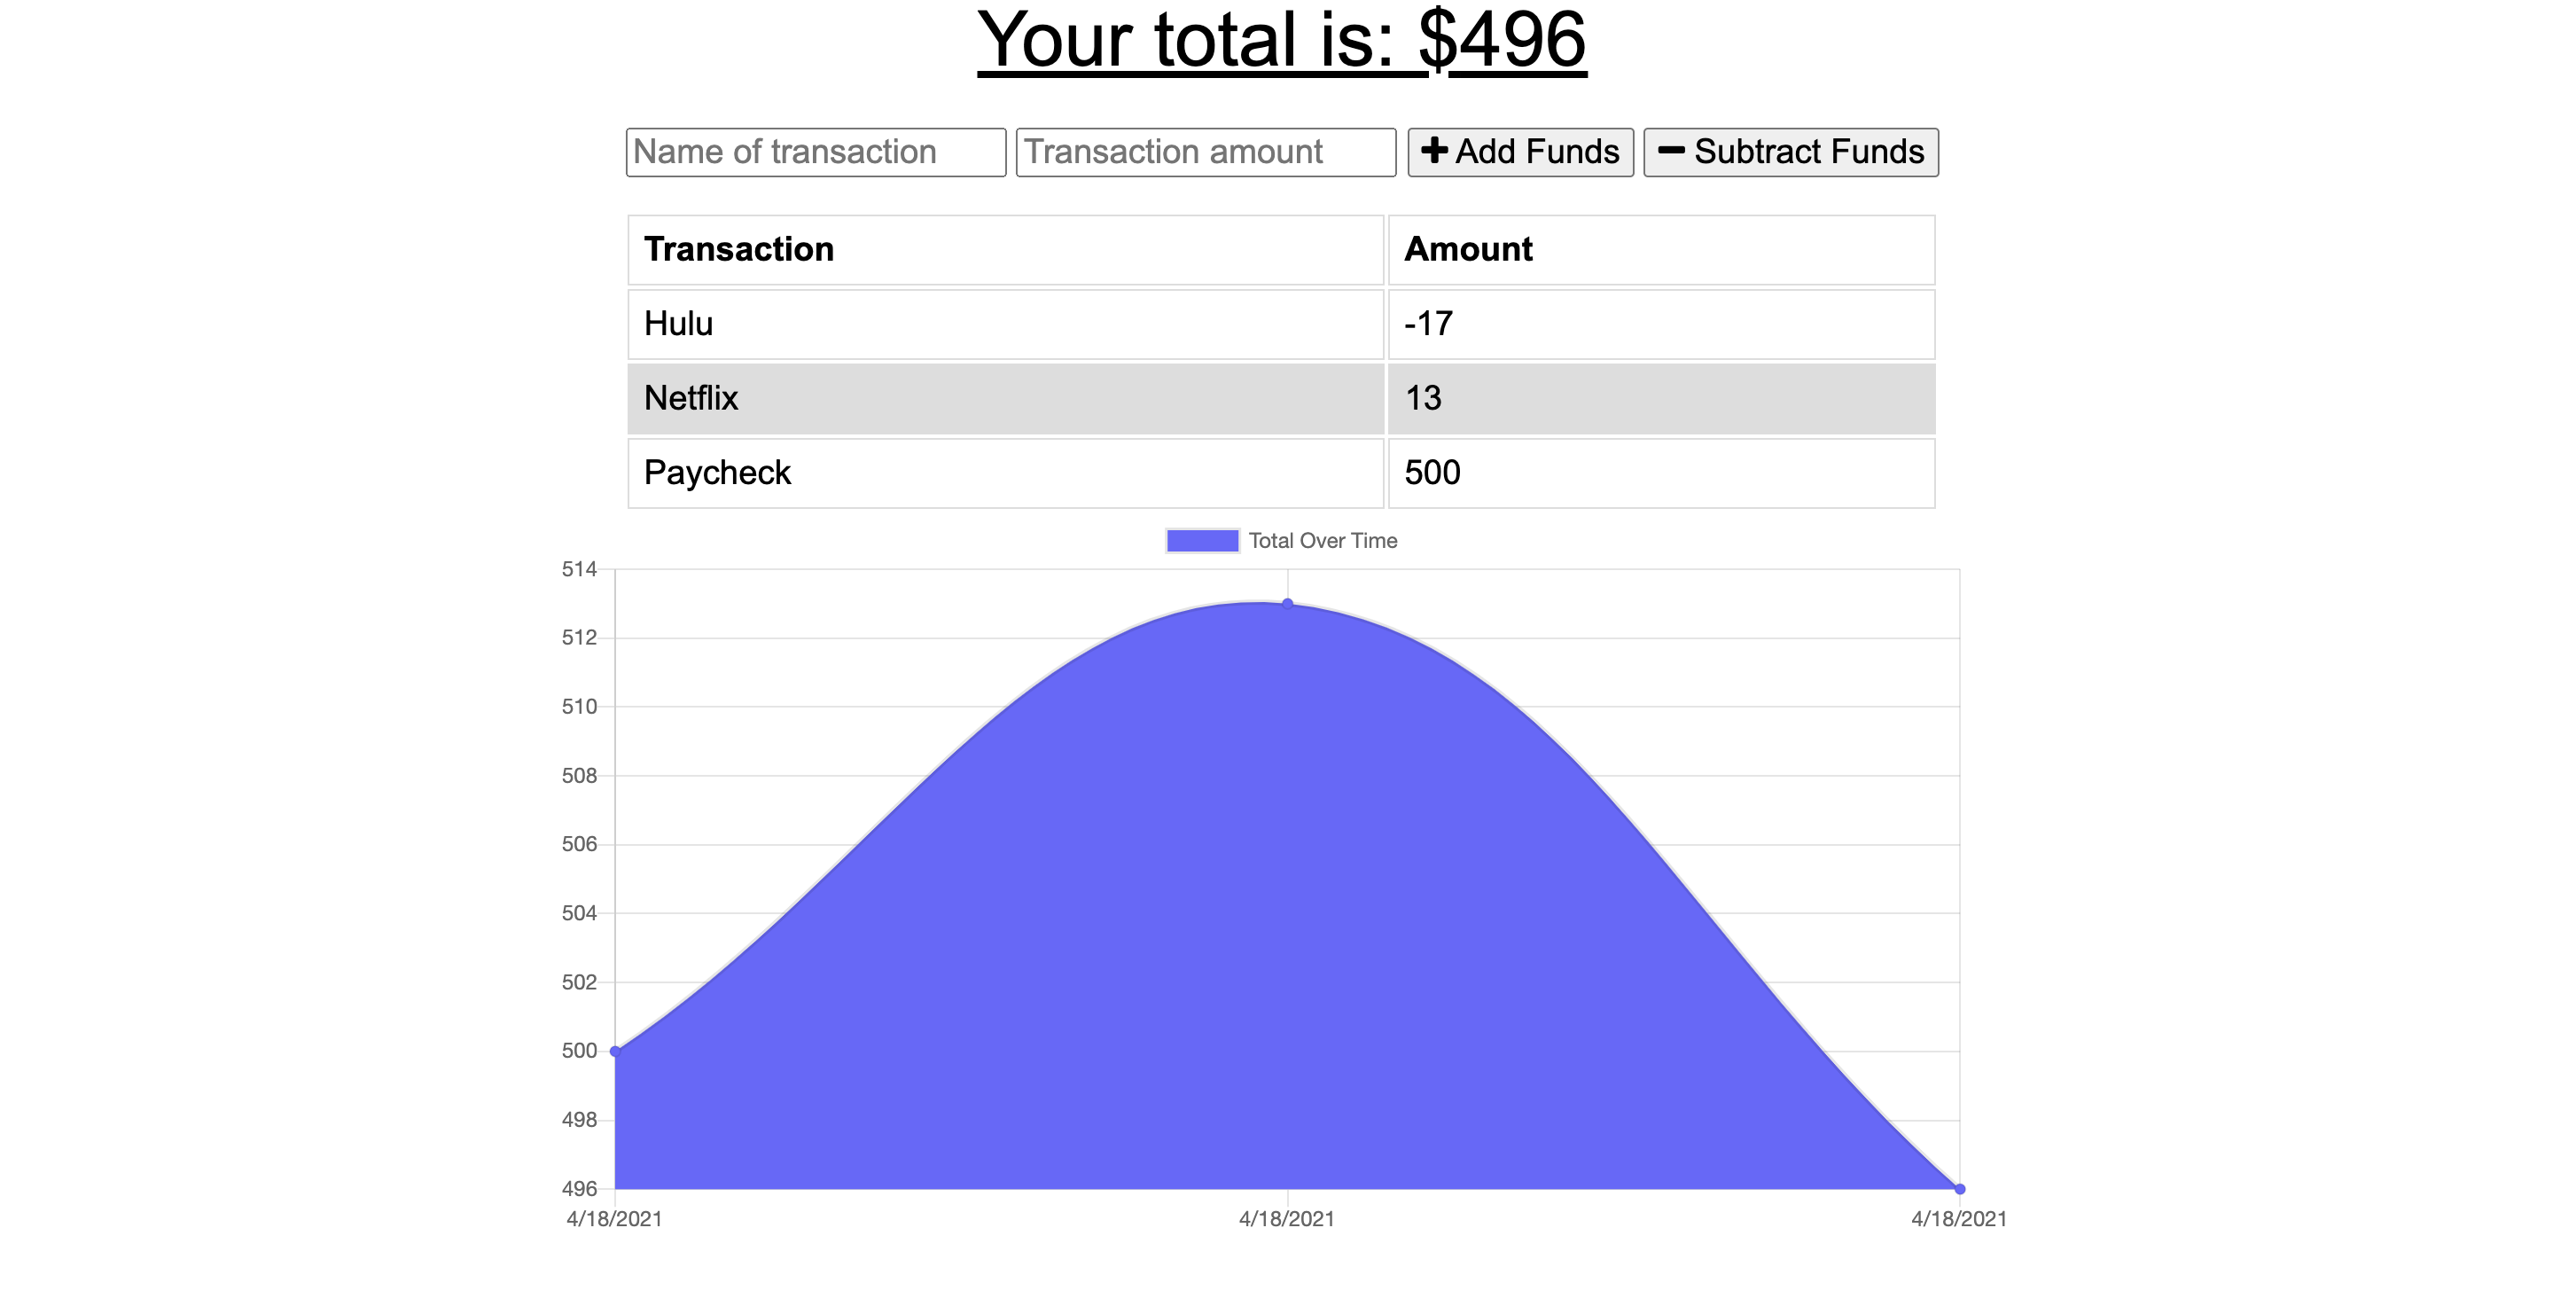 Your total is: $496
Name of transaction Transaction amount Add Funds Subtract Funds
Transaction Amount
Hulu -17
Netflix 13
Paycheck 500
Total Over Time
514
512
510
508
506
504
502
500
498
496
4/18/2021 4/18/2021 4/18/2021